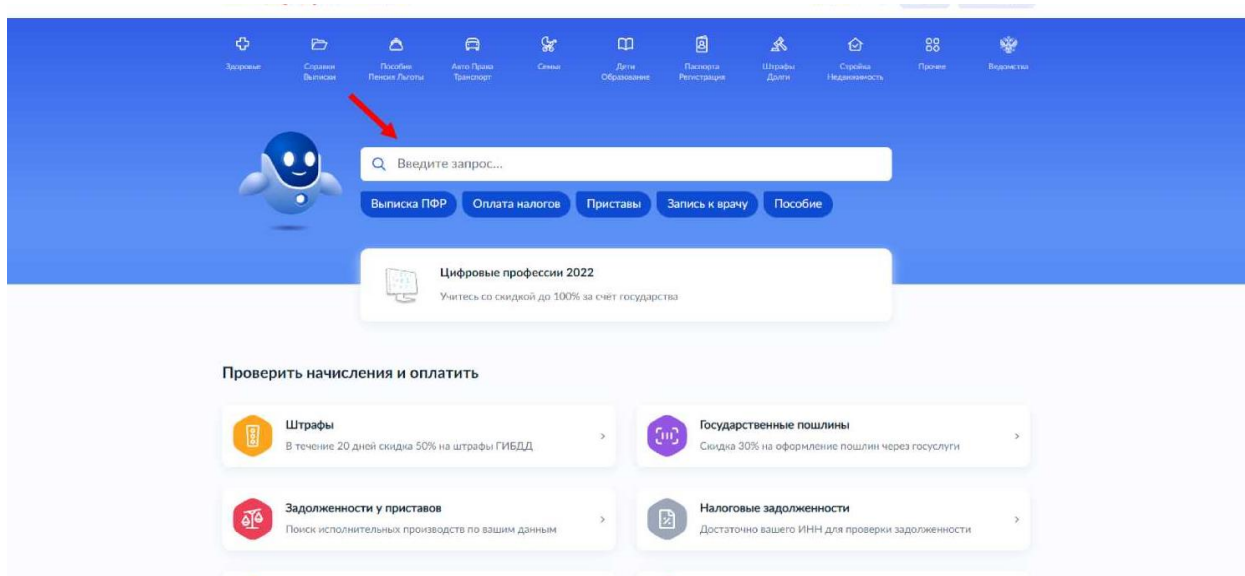 Здоровье
Справки
Выписки
Пособия
Пенсия Льготы
Авто Права
Транспорт
Семья
Дети
Образование
Паспорта
Регистрация
Штрафы
Долги
Стройка
Недвижимость
Прочее
Ведомства
Введите запрос...
Выписка ПФР
Оплата налогов
Приставы
Запись к врачу
Пособие
Цифровые профессии 2022
Учитесь со скидкой до 100% за счёт государства
Проверить начисления и оплатить
Штрафы
В течение 20 дней скидка 50% на штрафы ГИБДД
Государственные пошлины
Скидка 30% на оформление пошлин через госуслуги
Задолженности у приставов
Поиск исполнительных производств по вашим данным
Налоговые задолженности
Достаточно вашего ИНН для проверки задолженности